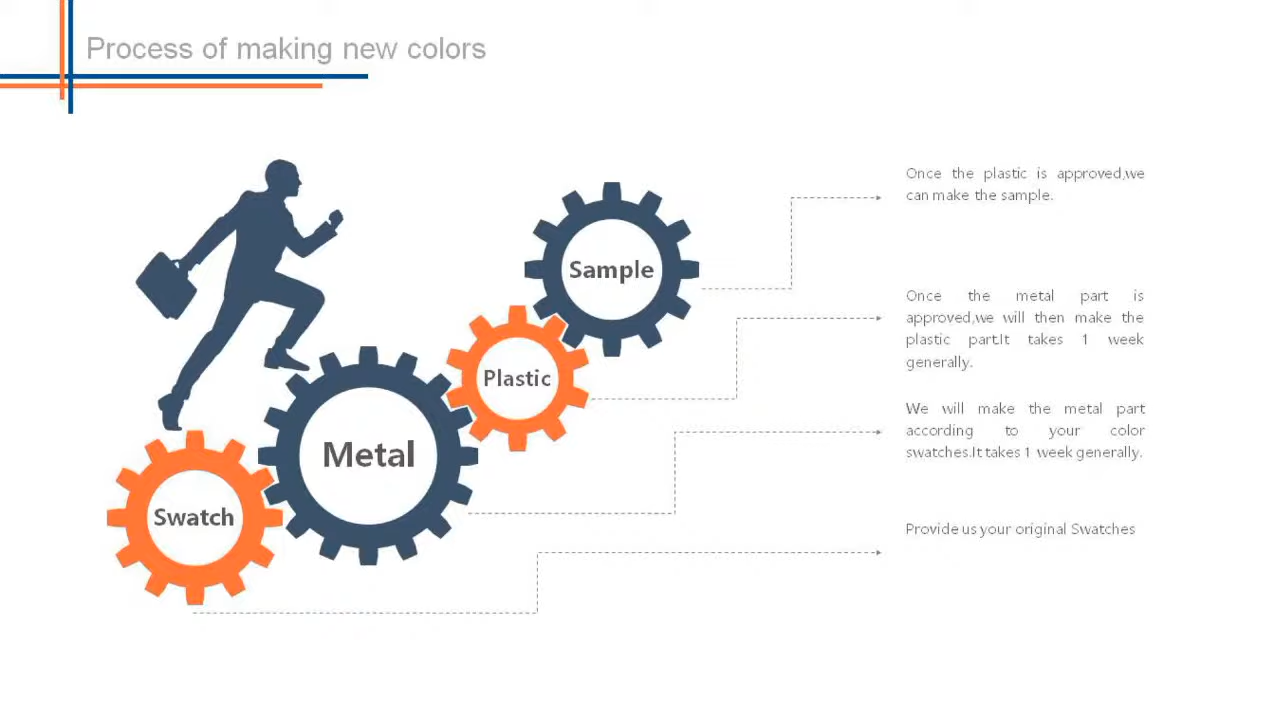 Process of making new colors
Once the plastic is approved,we
can make the sample.
Sample
Once the metal part is
approved,we will then make the
plastic part.It takes 1 week
generally.
Plastic
We will make the metal part
according to your color
swatches.It takes 1 week generally.
Metal
Swatch
Provide us your original Swatches